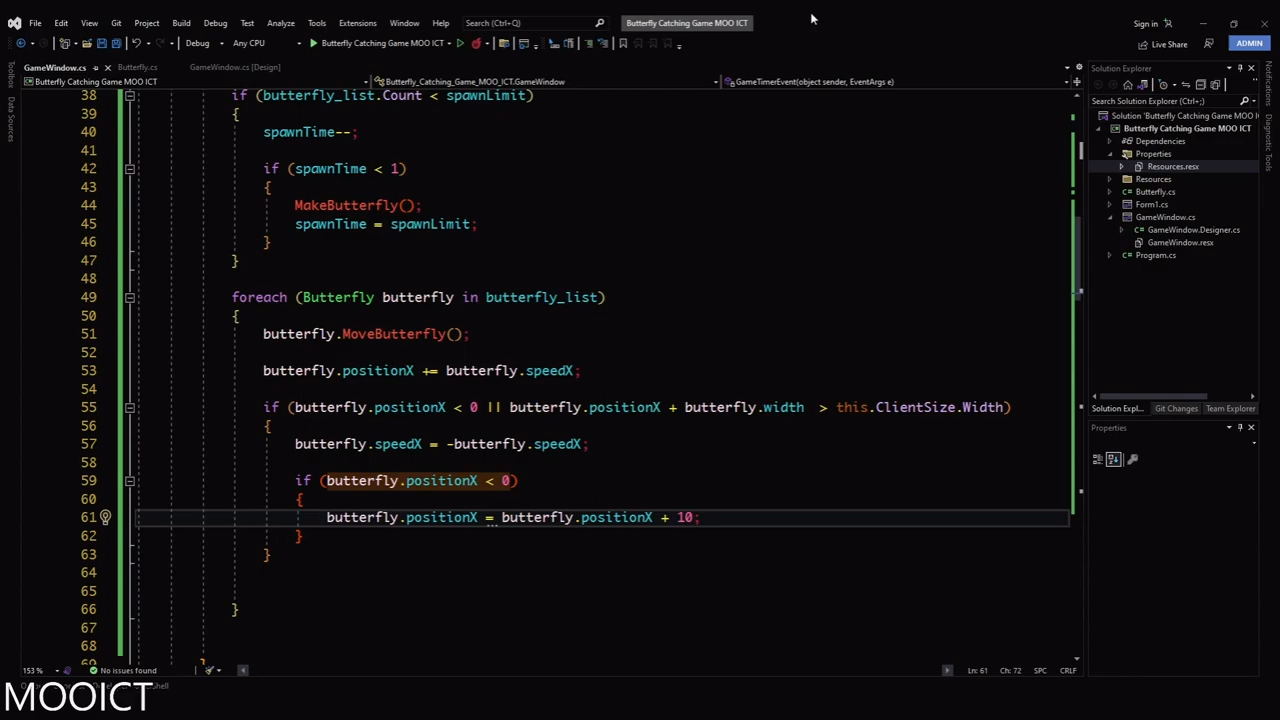 File Edit View Git Project Build Debug Test Analyze Tools Extensions Window Help Search (Ctrl+Q) Butterfly Catching Game MOO ICT Sign in
Debug Any CPU Butterfly Catching Game MOO ICT Live Share ADMIN
GameWindow.cs Butterfly.cs GameWindow.cs [Design]
Butterfly Catching Game MOO ICT Butterfly_Catching_Game_MOO_ICT.GameWindow GameTimerEvent(object sender, EventArgs e)
38 if (butterfly_list.Count < spawnLimit)
39 {
40 spawnTime--;
41
42 if (spawnTime < 1)
43 {
44 MakeButterfly();
45 spawnTime = spawnLimit;
46 }
47 }
48
49 foreach (Butterfly butterfly in butterfly_list)
50 {
51 butterfly.MoveButterfly();
52
53 butterfly.positionX += butterfly.speedX;
54
55 if (butterfly.positionX < 0 || butterfly.positionX + butterfly.width > this.ClientSize.Width)
56 {
57 butterfly.speedX = -butterfly.speedX;
58
59 if (butterfly.positionX < 0)
60 {
61 butterfly.positionX = butterfly.positionX + 10;
62 }
63 }
64
65
66 }
67
68
69 }
153 % No issues found Ln: 61 Ch: 72 SPC CRLF
Toolbox
Data Sources
Solution Explorer
Search Solution Explorer (Ctrl+;)
Solution 'Butterfly Catching Game MOO ICT
Butterfly Catching Game MOO ICT
Dependencies
Properties
Resources.resx
Resources
Butterfly.cs
Form1.cs
GameWindow.cs
GameWindow.Designer.cs
GameWindow.resx
Program.cs
Solution Expl... Git Changes Team Explorer
Properties
Notifications
Diagnostic Tools
MOOICT